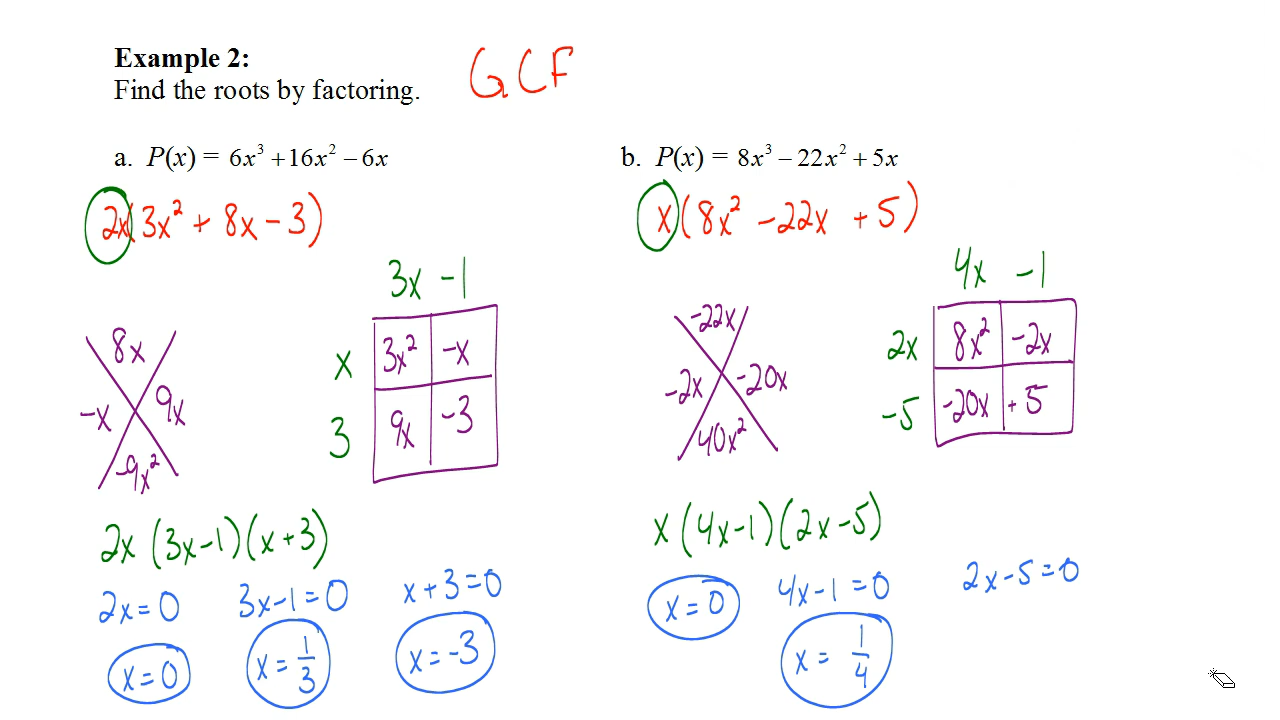 Example 2:
Find the roots by factoring.
GCF
a. P(x) = 6x³ + 16x² − 6x
2x(3x² + 8x − 3)
3x − 1
8x
−x 9x
−9x²
x 3x² −x
3 9x −3
2x (3x−1)(x+3)
2x=0 3x−1=0 x+3=0
x=0 x=1/3 x=−3
b. P(x) = 8x³ − 22x² + 5x
x(8x² −22x +5)
4x −1
−22x
−2x −20x
40x²
2x 8x² −2x
−5 −20x +5
x(4x−1)(2x−5)
x=0 4x−1=0 2x−5=0
x = 1/4